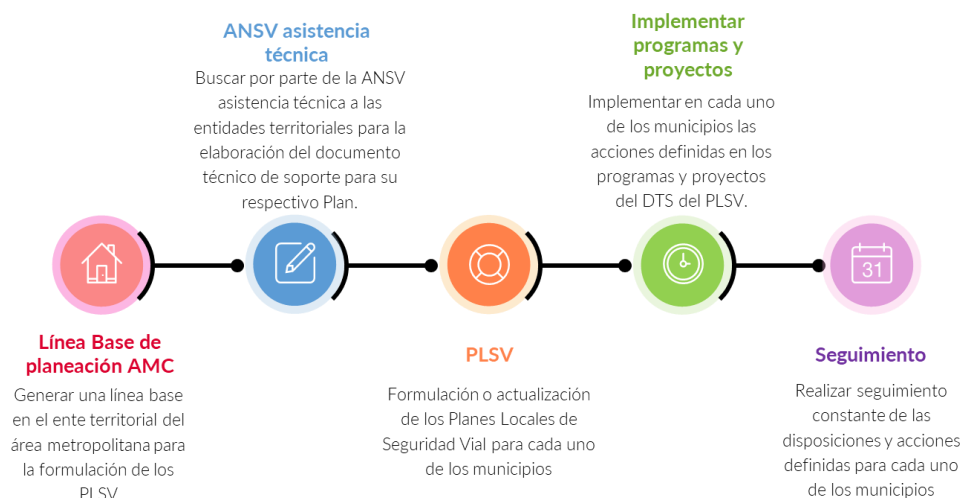 Línea Base de
planeación AMC
Generar una línea base
en el ente territorial del
área metropolitana para
la formulación de los
PLSV
ANSV asistencia
técnica
Buscar por parte de la ANSV
asistencia técnica a las
entidades territoriales para la
elaboración del documento
técnico de soporte para su
respectivo Plan.
PLSV
Formulación o actualización
de los Planes Locales de
Seguridad Vial para cada uno
de los municipios
Implementar
programas y
proyectos
Implementar en cada uno
de los municipios las
acciones definidas en los
programas y proyectos
del DTS del PLSV.
31
Seguimiento
Realizar seguimiento
constante de las
disposiciones y acciones
definidas para cada uno
de los municipios